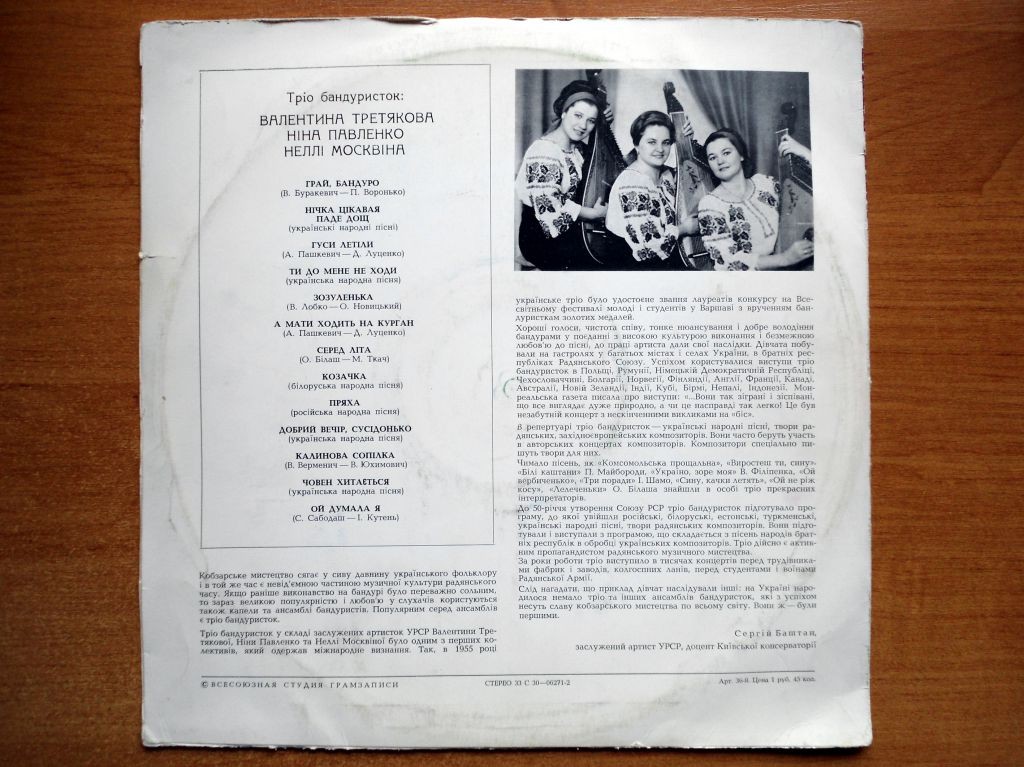 Тріо бандуристок:
ВАЛЕНТИНА ТРЕТЯКОВА
НІНА ПАВЛЕНКО
НЕЛЛІ МОСКВІНА
ГРАЙ, БАНДУРО
(В. Буракевич — П. Воронько)
НІЧКА ЦІКАВАЯ
ПАДЕ ДОЩ
(українські народні пісні)
ГУСИ ЛЕТІЛИ
(А. Пашкевич — Д. Луценко)
ТИ ДО МЕНЕ НЕ ХОДИ
(українська народна пісня)
ЗОЗУЛЕНЬКА
(В. Лобко — О. Новицький)
А МАТИ ХОДИТЬ НА КУРГАН
(А. Пашкевич — Д. Луценко)
СЕРЕД ЛІТА
(О. Білаш — М. Ткач)
КОЗАЧКА
(білоруська народна пісня)
ПРЯХА
(російська народна пісня)
ДОБРИЙ ВЕЧІР, СУСІДОНЬКО
(українська народна пісня)
КАЛИНОВА СОПІЛКА
(В. Верменич — В. Юхимович)
ЧОВЕН ХИТАЄТЬСЯ
(українська народна пісня)
ОЙ ДУМАЛА Я
(С. Сабодаш — І. Кутень)
Кобзарське мистецтво сягає у сиву давнину українського фольклору
і в той же час є невід'ємною частиною музичної культури радянського
часу. Якщо раніше виконавство на бандурі було переважно сольним,
то зараз великою популярністю і любов'ю у слухачів користуються
також капели та ансамблі бандуристів. Популярним серед ансамблів
є тріо бандуристок.
Тріо бандуристок у складі заслужених артисток УРСР Валентини Тре-
тякової, Ніни Павленко та Неллі Москвіної було одним з перших ко-
лективів, який одержав міжнародне визнання. Так, в 1955 році
українське тріо було удостоєне звання лауреатів конкурсу на Все-
світньому фестивалі молоді і студентів у Варшаві з врученням бан-
дуристкам золотих медалей.
Хороші голоси, чистота співу, тонке нюансування і добре володіння
бандурами у поєднанні з високою культурою виконання і безмежною
любов'ю до пісні, до праці артиста дали свої наслідки. Дівчата побу-
вали на гастролях у багатьох містах і селах України, в братніх рес-
публіках Радянського Союзу. Успіхом користувалися виступи тріо
бандуристок в Польщі, Румунії, Німецькій Демократичній Республіці,
Чехословаччині, Болгарії, Норвегії, Фінляндії, Англії, Франції, Канаді,
Австралії, Новій Зеландії, Індії, Кубі, Бірмі, Непалі, Індонезії. Мон-
реальська газета писала про виступи: «...Вони так зіграні і зспівані,
що все виглядає дуже природно, а чи це насправді так легко! Це був
незабутній концерт з нескінченними викликами на «біс».
В репертуарі тріо бандуристок — українські народні пісні, твори ра-
дянських, західноєвропейських композиторів. Вони часто беруть участь
в авторських концертах композиторів. Композитори спеціально пи-
шуть твори для них.
Чимало пісень, як «Комсомольська прощальна», «Виростеш ти, сину»,
«Білі каштани» П. Майбороди, «Україно, зоре моя» В. Філіпенка, «Ой
вербиченько», «Три поради» І. Шамо, «Сину, качки летять», «Ой не ріж
косу», «Лелеченьки» О. Білаша знайшли в особі тріо прекрасних
інтерпретаторів.
До 50-річчя утворення Союзу РСР тріо бандуристок підготувало про-
граму, до якої увійшли російські, білоруські, естонські, туркменські,
українські народні пісні, твори радянських композиторів. Вони підго-
тували і виступали з програмою, що складається з пісень народів брат-
ніх республік в обробці українських композиторів. Тріо дійсно є актив-
ним пропагандистом радянського музичного мистецтва.
За роки роботи тріо виступило в тисячах концертів перед трудівника-
ми фабрик і заводів, колгоспних ланів, перед студентами і воїнами
Радянської Армії.
Слід нагадати, що приклад дівчат наслідували інші; на Україні наро-
дилося немало тріо та інших ансамблів бандуристок, які з успіхом
несуть славу кобзарського мистецтва по всьому світу. Вони ж — були
першими.
Сергій Баштан,
заслужений артист УРСР, доцент Київської консерваторії
© ВСЕСОЮЗНАЯ СТУДИЯ ГРАМЗАПИСИ
СТЕРЕО 33 С 30—06271-2
Арт. 36-8. Цена 1 руб. 45 коп.